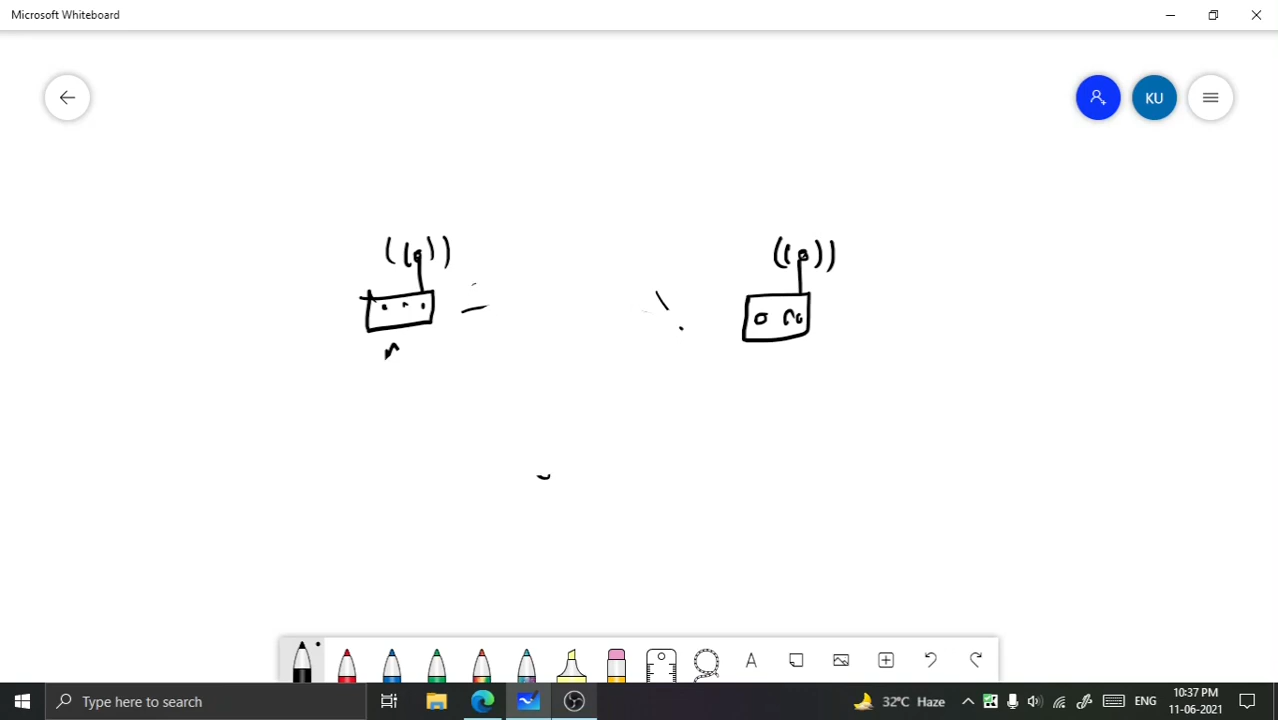 Microsoft Whiteboard
KU
A
Type here to search
32°C Haze
ENG
10:37 PM
11-06-2021